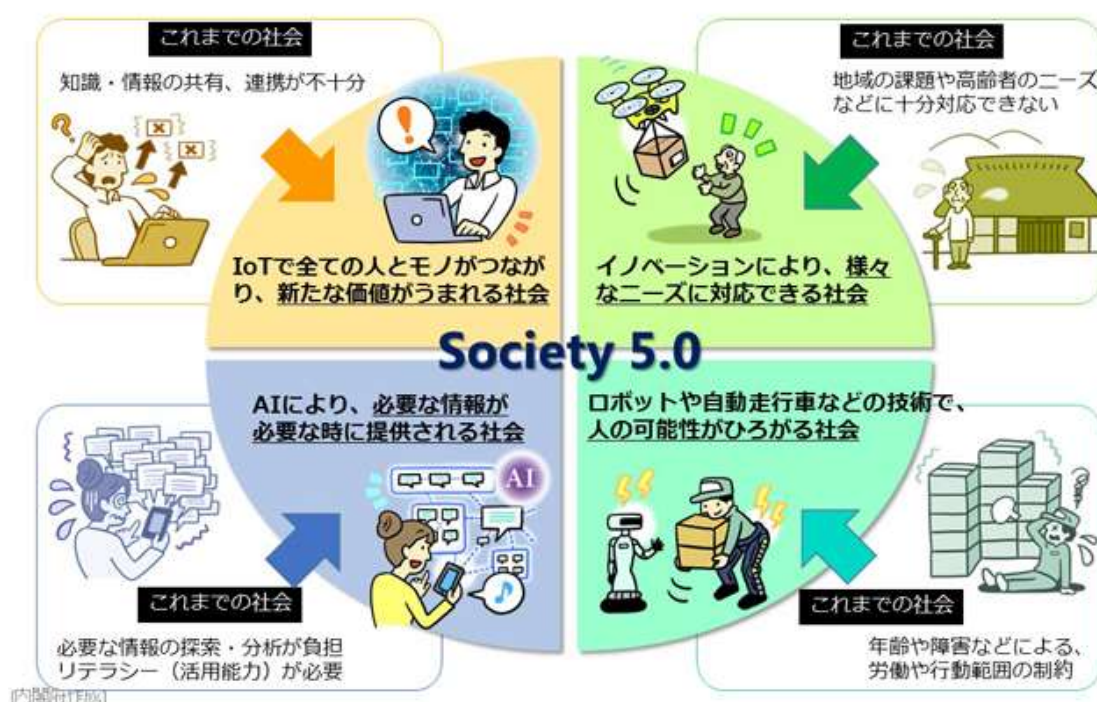 これまでの社会
知識・情報の共有、連携が不十分
IoTで全ての人とモノがつなが
り、新たな価値がうまれる社会
これまでの社会
地域の課題や高齢者のニーズ
などに十分対応できない
イノベーションにより、様々
なニーズに対応できる社会
Society 5.0
AIにより、必要な情報が
必要な時に提供される社会
AI
これまでの社会
必要な情報の探索・分析が負担
リテラシー（活用能力）が必要
ロボットや自動走行車などの技術で、
人の可能性がひろがる社会
これまでの社会
年齢や障害などによる、
労働や行動範囲の制約
[内閣府作成]